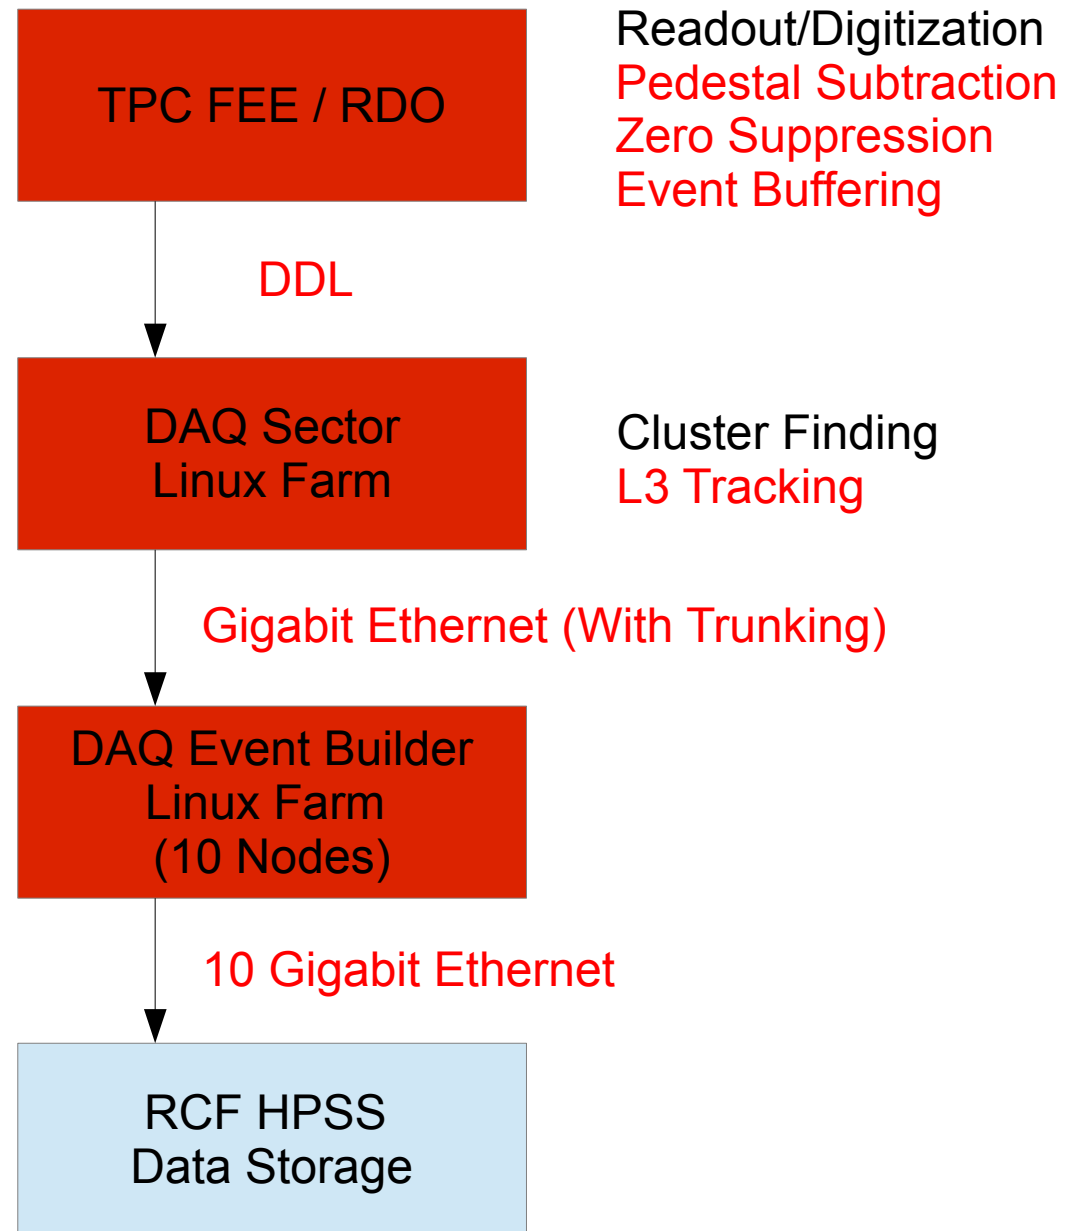 TPC FEE / RDO
Readout/Digitization
Pedestal Subtraction
Zero Suppression
Event Buffering
DDL
DAQ Sector
Linux Farm
Cluster Finding
L3 Tracking
Gigabit Ethernet (With Trunking)
DAQ Event Builder
Linux Farm
(10 Nodes)
10 Gigabit Ethernet
RCF HPSS
Data Storage